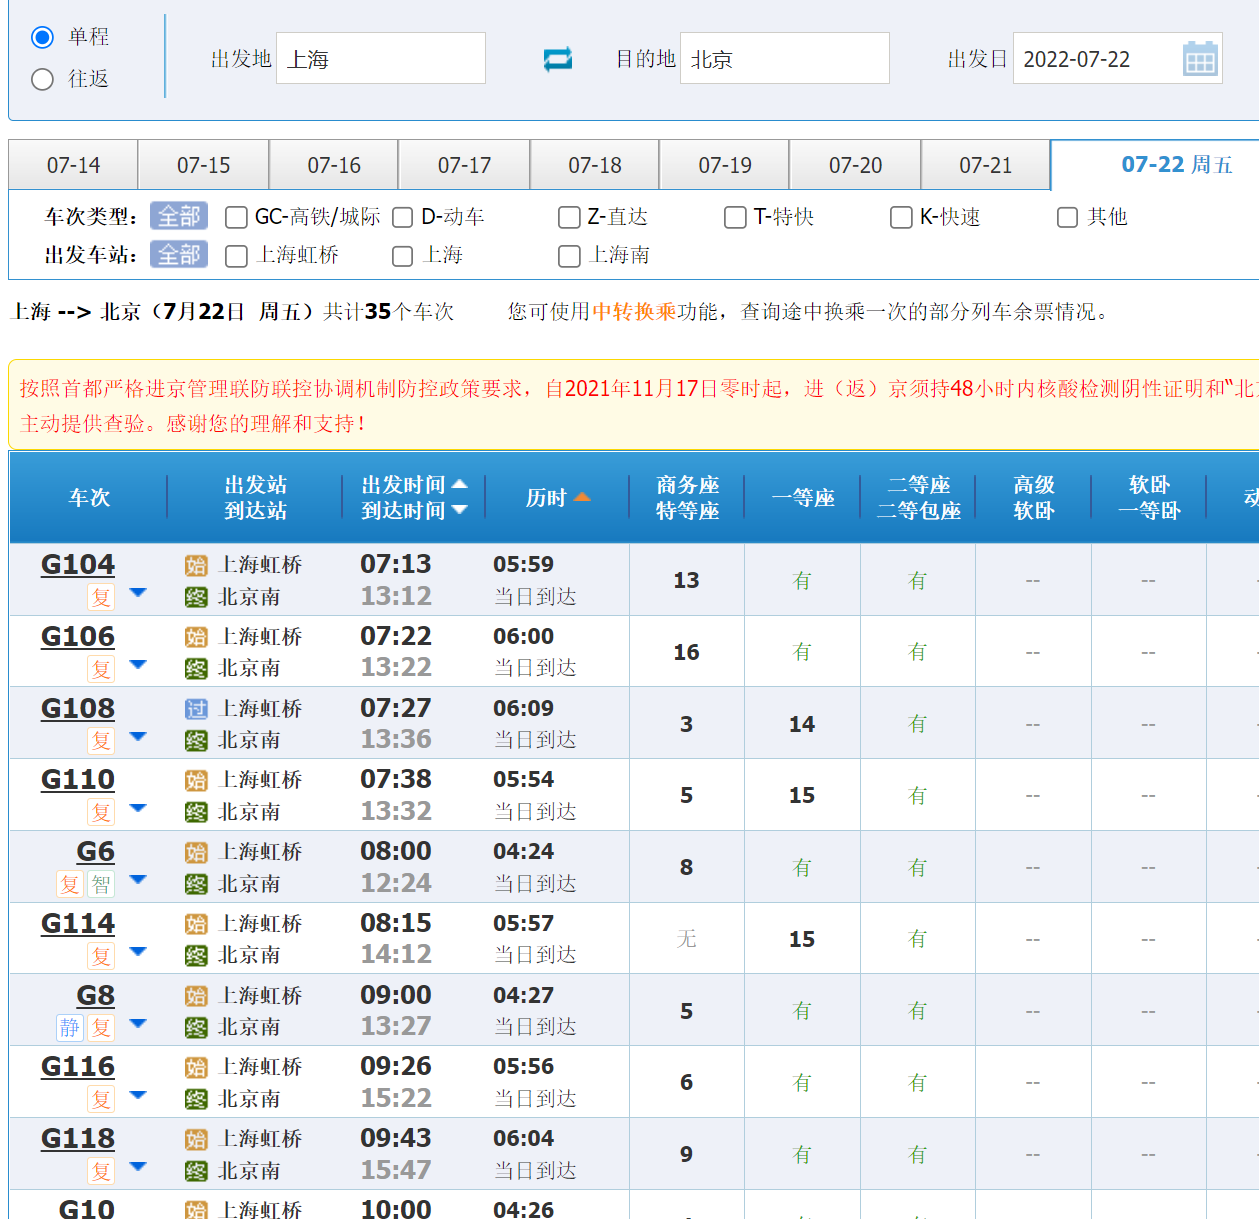 单程
往返
出发地 上海 目的地 北京 出发日 2022-07-22
07-14 07-15 07-16 07-17 07-18 07-19 07-20 07-21 07-22 周五
车次类型： 全部 GC-高铁/城际 D-动车 Z-直达 T-特快 K-快速 其他
出发车站： 全部 上海虹桥 上海 上海南
上海 --> 北京（7月22日 周五）共计35个车次 您可使用中转换乘功能，查询途中换乘一次的部分列车余票情况。
按照首都严格进京管理联防联控协调机制防控政策要求，自2021年11月17日零时起，进（返）京须持48小时内核酸检测阴性证明和“北
主动提供查验。感谢您的理解和支持！
车次 出发站 到达站 出发时间 到达时间 历时 商务座 特等座 一等座 二等座 二等包座 高级 软卧 软卧 一等卧 动
G104 始 上海虹桥 07:13 05:59 13 有 有 -- --
复 终 北京南 13:12 当日到达
G106 始 上海虹桥 07:22 06:00 16 有 有 -- --
复 终 北京南 13:22 当日到达
G108 过 上海虹桥 07:27 06:09 3 14 有 -- --
复 终 北京南 13:36 当日到达
G110 始 上海虹桥 07:38 05:54 5 15 有 -- --
复 终 北京南 13:32 当日到达
G6 始 上海虹桥 08:00 04:24 8 有 有 -- --
复 智 终 北京南 12:24 当日到达
G114 始 上海虹桥 08:15 05:57 无 15 有 -- --
复 终 北京南 14:12 当日到达
G8 始 上海虹桥 09:00 04:27 5 有 有 -- --
静 复 终 北京南 13:27 当日到达
G116 始 上海虹桥 09:26 05:56 6 有 有 -- --
复 终 北京南 15:22 当日到达
G118 始 上海虹桥 09:43 06:04 9 有 有 -- --
复 终 北京南 15:47 当日到达
G10 始 上海虹桥 10:00 04:26